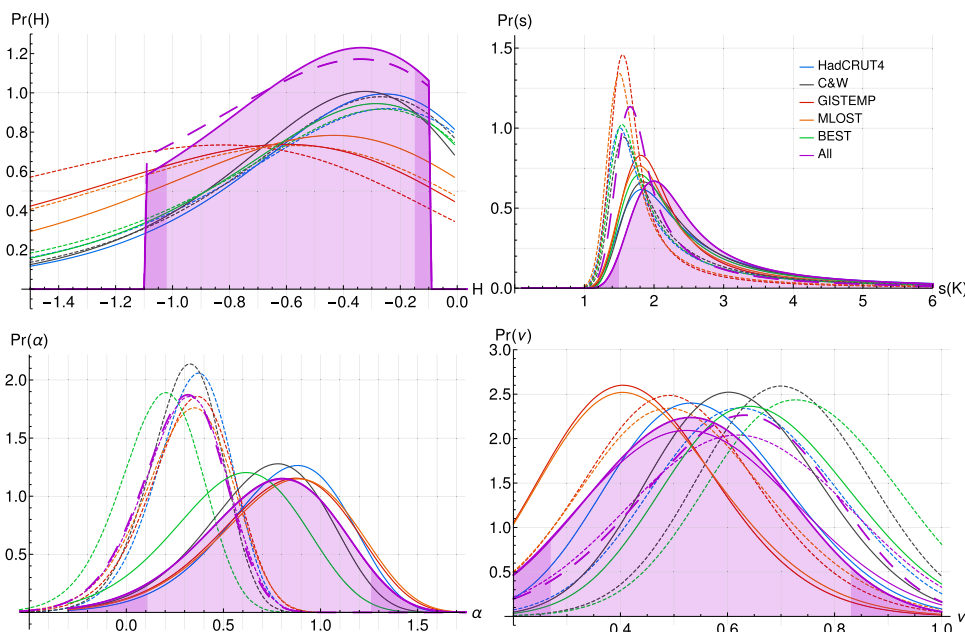 Pr(H)
1.2
1.0
0.8
0.6
0.4
0.2
−1.4 −1.2 −1.0 −0.8 −0.6 −0.4 −0.2 0.0 H
Pr(s)
1.5
1.0
0.5
0.0
1 2 3 4 5 6 s(K)
HadCRUT4
C&W
GISTEMP
MLOST
BEST
All
Pr(α)
2.0
1.5
1.0
0.5
0.0 0.5 1.0 1.5 α
Pr(ν)
3.0
2.5
2.0
1.5
1.0
0.5
0.0
0.4 0.6 0.8 1.0 ν